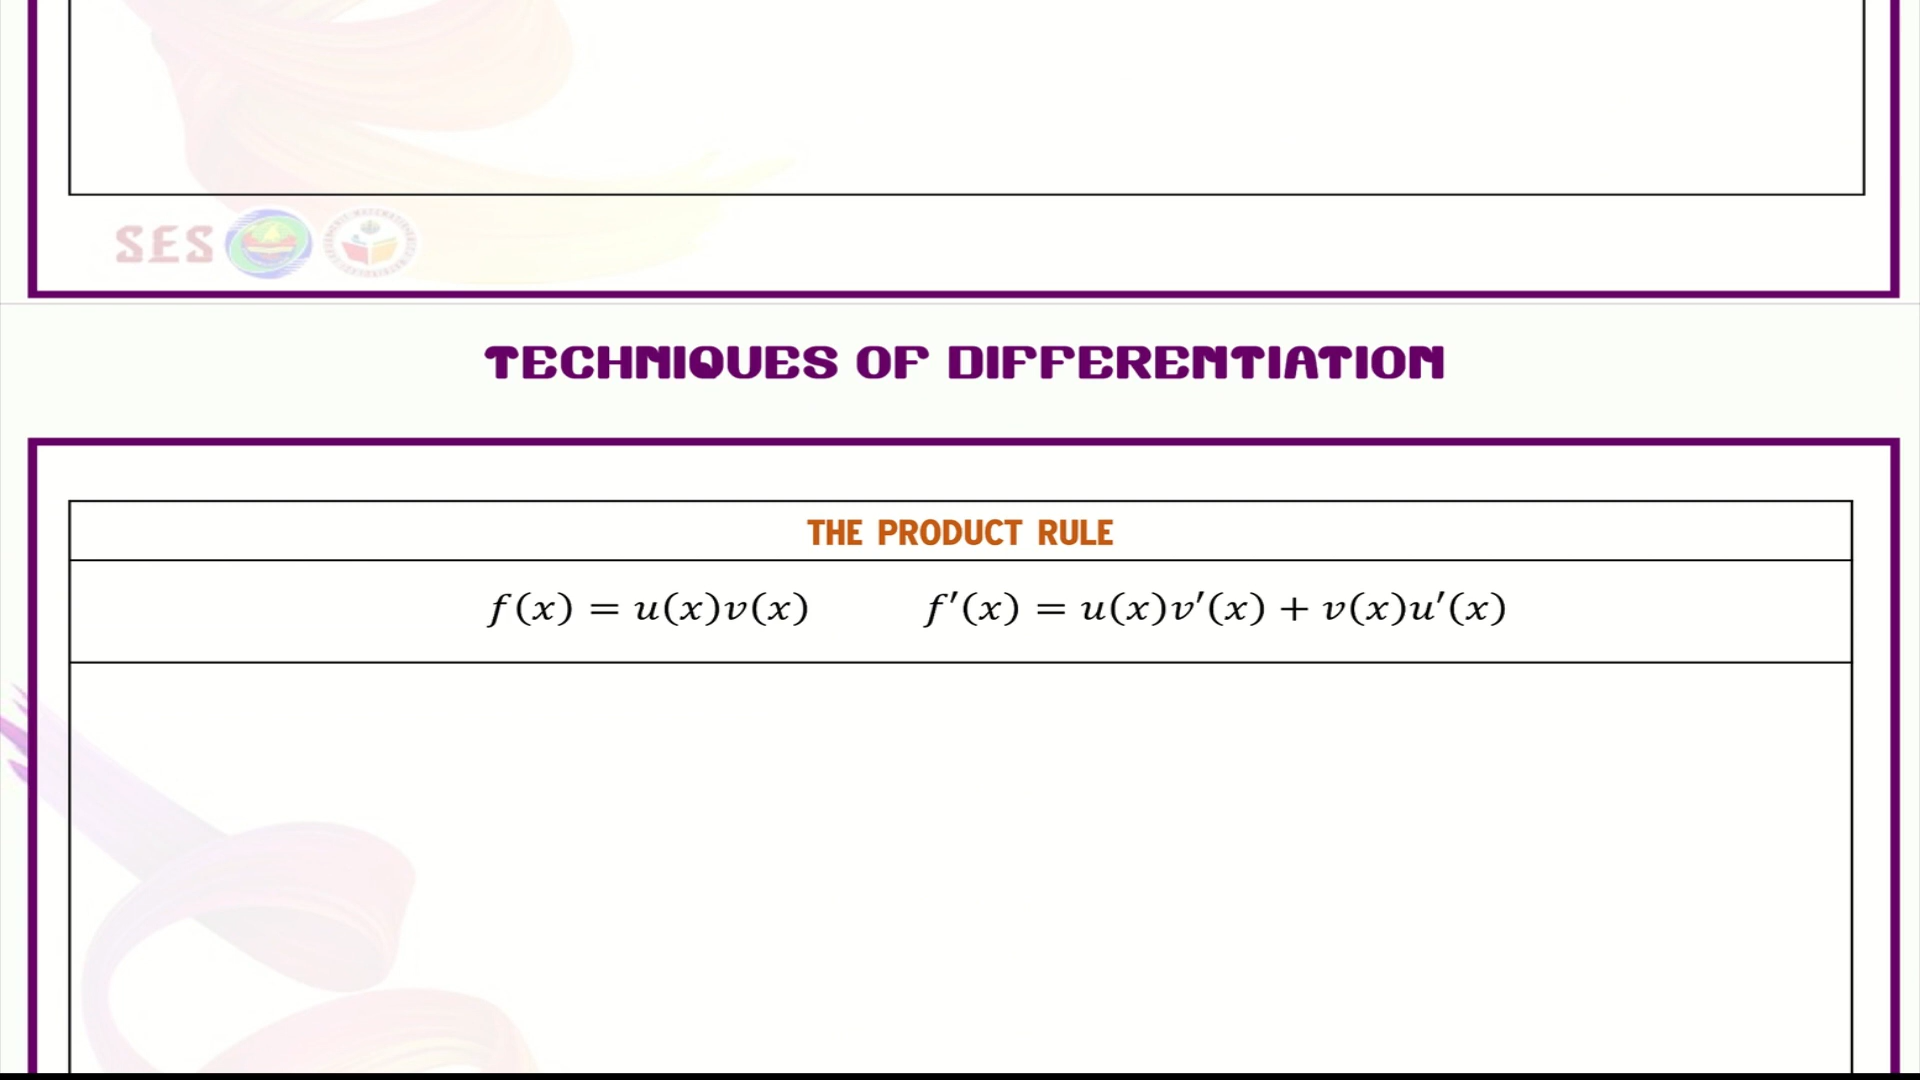 SES
TECHNIQUES OF DIFFERENTIATION
THE PRODUCT RULE
f(x) = u(x)v(x) f′(x) = u(x)v′(x) + v(x)u′(x)